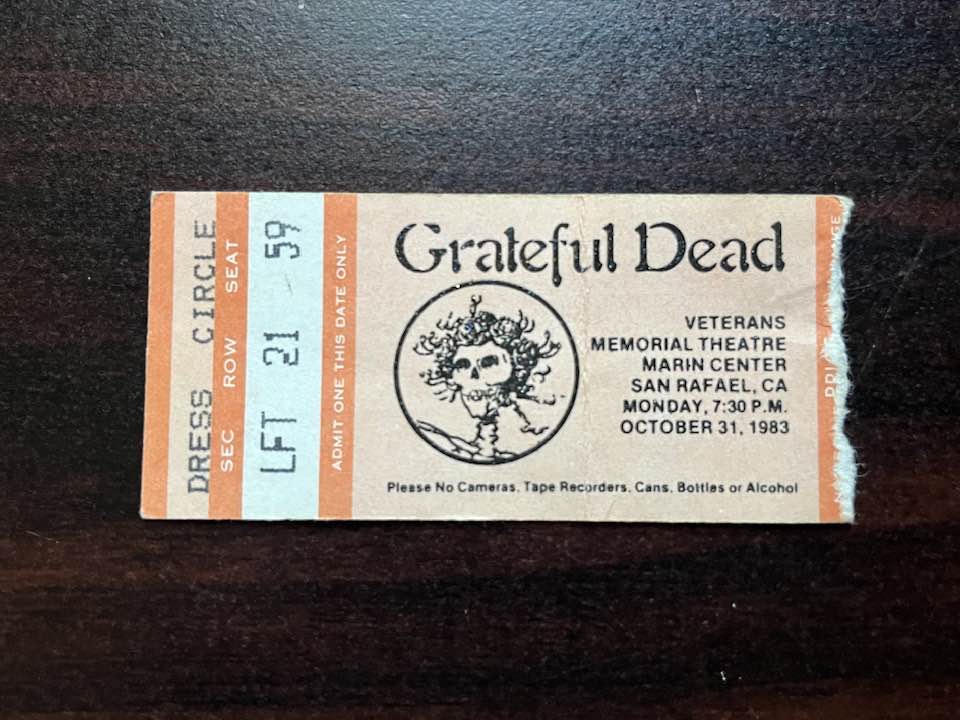 DRESS CIRCLE
SEC ROW SEAT
LFT 21 59
ADMIT ONE THIS DATE ONLY
Grateful Dead
VETERANS
MEMORIAL THEATRE
MARIN CENTER
SAN RAFAEL, CA
MONDAY, 7:30 P.M.
OCTOBER 31, 1983
Please No Cameras, Tape Recorders, Cans, Bottles or Alcohol